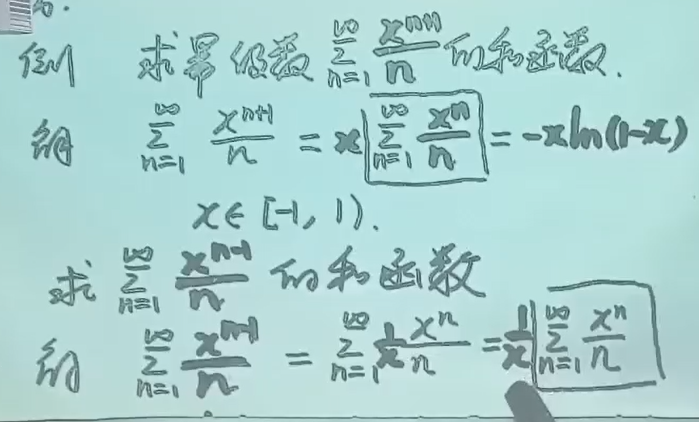 例 求幂级数 $\sum_{n=1}^{\infty} \frac{x^{n+1}}{n}$ 的和函数.
解 $\sum_{n=1}^{\infty} \frac{x^{n+1}}{n} = x \boxed{\sum_{n=1}^{\infty} \frac{x^n}{n}} = -x\ln(1-x)$
$x \in [-1, 1).$
求 $\sum_{n=1}^{\infty} \frac{x^{n-1}}{n}$ 的和函数
解 $\sum_{n=1}^{\infty} \frac{x^{n-1}}{n} = \sum_{n=1}^{\infty} \frac{1}{x} \frac{x^n}{n} = \frac{1}{x} \boxed{\sum_{n=1}^{\infty} \frac{x^n}{n}}$